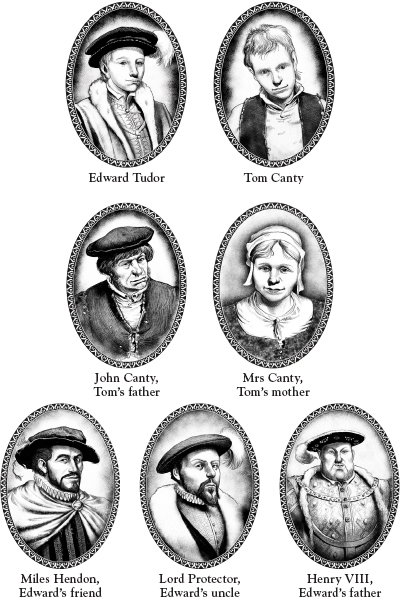 Edward Tudor
Tom Canty
John Canty,
Tom's father
Mrs Canty,
Tom's mother
Miles Hendon,
Edward's friend
Lord Protector,
Edward's uncle
Henry VIII,
Edward's father